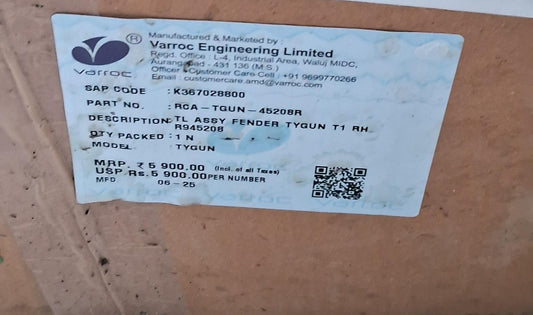 Manufactured & Marketed by :
Varroc Engineering Limited
Regd. Office : L-4, Industrial Area, Waluj MIDC,
Aurangabad - 431 136 (M.S.)
Officer : Customer Care Cell : +91 9699770266
Email : customercare.amd@varroc.com
varroc
®
SAP CODE : K367028800
PART NO. : RCA-TGUN-45208R
DESCRIPTION: TL ASSY FENDER TYGUN T1 RH
R945208
QTY PACKED : 1 N
MODEL : TYGUN
MRP. ₹ 5 900.00 (Incl. of all Taxes)
USP Rs. 5 900.00 PER NUMBER
MFD 06-25